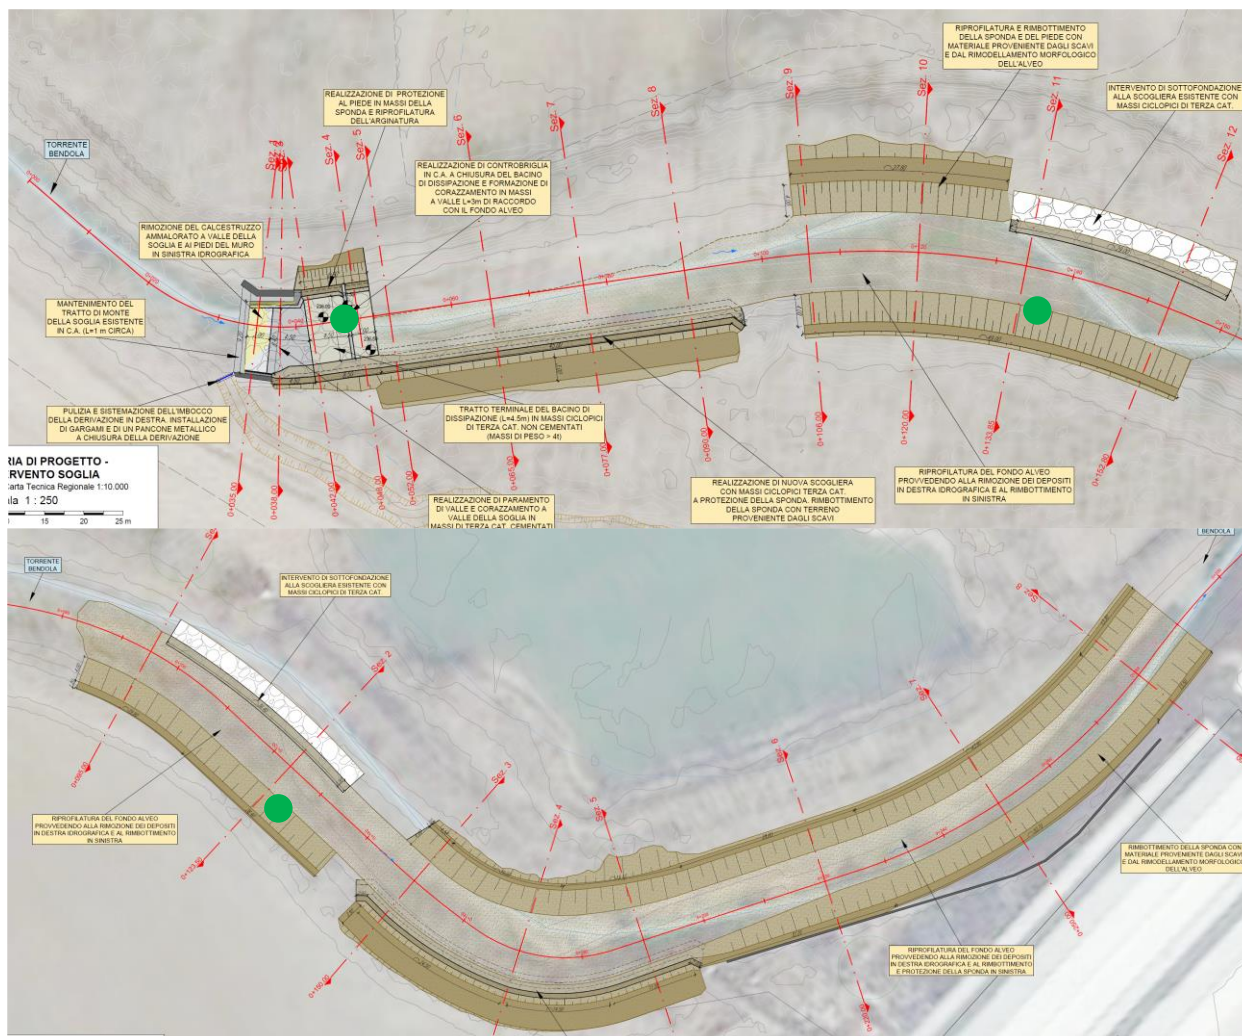 RIPROFILATURA E RIMBOTTIMENTO
DELLA SPONDA E DEL PIEDE CON
MATERIALE PROVENIENTE DAGLI SCAVI
E DAL RIMODELLAMENTO MORFOLOGICO
DELL'ALVEO
INTERVENTO DI SOTTOFONDAZIONE
ALLA SCOGLIERA ESISTENTE CON
MASSI CICLOPICI DI TERZA CAT.
REALIZZAZIONE DI PROTEZIONE
AL PIEDE IN MASSI DELLA
SPONDA E RIPROFILATURA
DELL'ARGINATURA
TORRENTE
BENDOLA
Sez. 4
Sez. 5
Sez. 6
Sez. 7
Sez. 8
Sez. 9
Sez. 10
Sez. 11
Sez. 12
REALIZZAZIONE DI CONTROBRIGLIA
IN C.A. A CHIUSURA DEL BACINO
DI DISSIPAZIONE E FORMAZIONE DI
CORAZZAMENTO IN MASSI
A VALLE L=3m DI RACCORDO
CON IL FONDO ALVEO
RIMOZIONE DEL CALCESTRUZZO
AMMALORATO A VALLE DELLA
SOGLIA E AI PIEDI DEL MURO
IN SINISTRA IDROGRAFICA
MANTENIMENTO DEL
TRATTO DI MONTE
DELLA SOGLIA ESISTENTE
IN C.A. (L=1 m CIRCA)
PULIZIA E SISTEMAZIONE DELL'IMBOCCO
DELLA DERIVAZIONE IN DESTRA. INSTALLAZIONE
DI GARGAMI E DI UN PANCONE METALLICO
A CHIUSURA DELLA DERIVAZIONE
TRATTO TERMINALE DEL BACINO DI
DISSIPAZIONE (L=4.5m) IN MASSI CICLOPICI
DI TERZA CAT. NON CEMENTATI
(MASSI DI PESO > 4t)
REALIZZAZIONE DI PARAMENTO
DI VALLE E CORAZZAMENTO A
VALLE DELLA SOGLIA IN
MASSI DI TERZA CAT. CEMENTATI
REALIZZAZIONE DI NUOVA SCOGLIERA
CON MASSI CICLOPICI TERZA CAT.
A PROTEZIONE DELLA SPONDA. RIMBOTTIMENTO
DELLA SPONDA CON TERRENO
PROVENIENTE DAGLI SCAVI
RIPROFILATURA DEL FONDO ALVEO
PROVVEDENDO ALLA RIMOZIONE DEI DEPOSITI
IN DESTRA IDROGRAFICA E AL RIMBOTTIMENTO
IN SINISTRA
0+035.00
0+038.00
0+042.00
0+052.00
0+065.00
0+077.00
0+090.00
0+106.00
0+120.00
0+133.85
0+152.80
RIA DI PROGETTO -
ERVENTO SOGLIA
Carta Tecnica Regionale 1:10.000
ala 1 : 250
15 20 25 m
TORRENTE
BENDOLA
INTERVENTO DI SOTTOFONDAZIONE
ALLA SCOGLIERA ESISTENTE CON
MASSI CICLOPICI DI TERZA CAT.
BENDOLA
Sez. 2
Sez. 3
Sez. 4
Sez. 5
Sez. 6
Sez. 7
Sez. 8
RIPROFILATURA DEL FONDO ALVEO
PROVVEDENDO ALLA RIMOZIONE DEI DEPOSITI
IN DESTRA IDROGRAFICA E AL RIMBOTTIMENTO
IN SINISTRA
RIMBOTTIMENTO DELLA SPONDA CON
MATERIALE PROVENIENTE DAGLI SCAVI
E DAL RIMODELLAMENTO MORFOLOGICO
DELL'ALVEO
RIPROFILATURA DEL FONDO ALVEO
PROVVEDENDO ALLA RIMOZIONE DEI DEPOSITI
IN DESTRA IDROGRAFICA E AL RIMBOTTIMENTO
E PROTEZIONE DELLA SPONDA IN SINISTRA